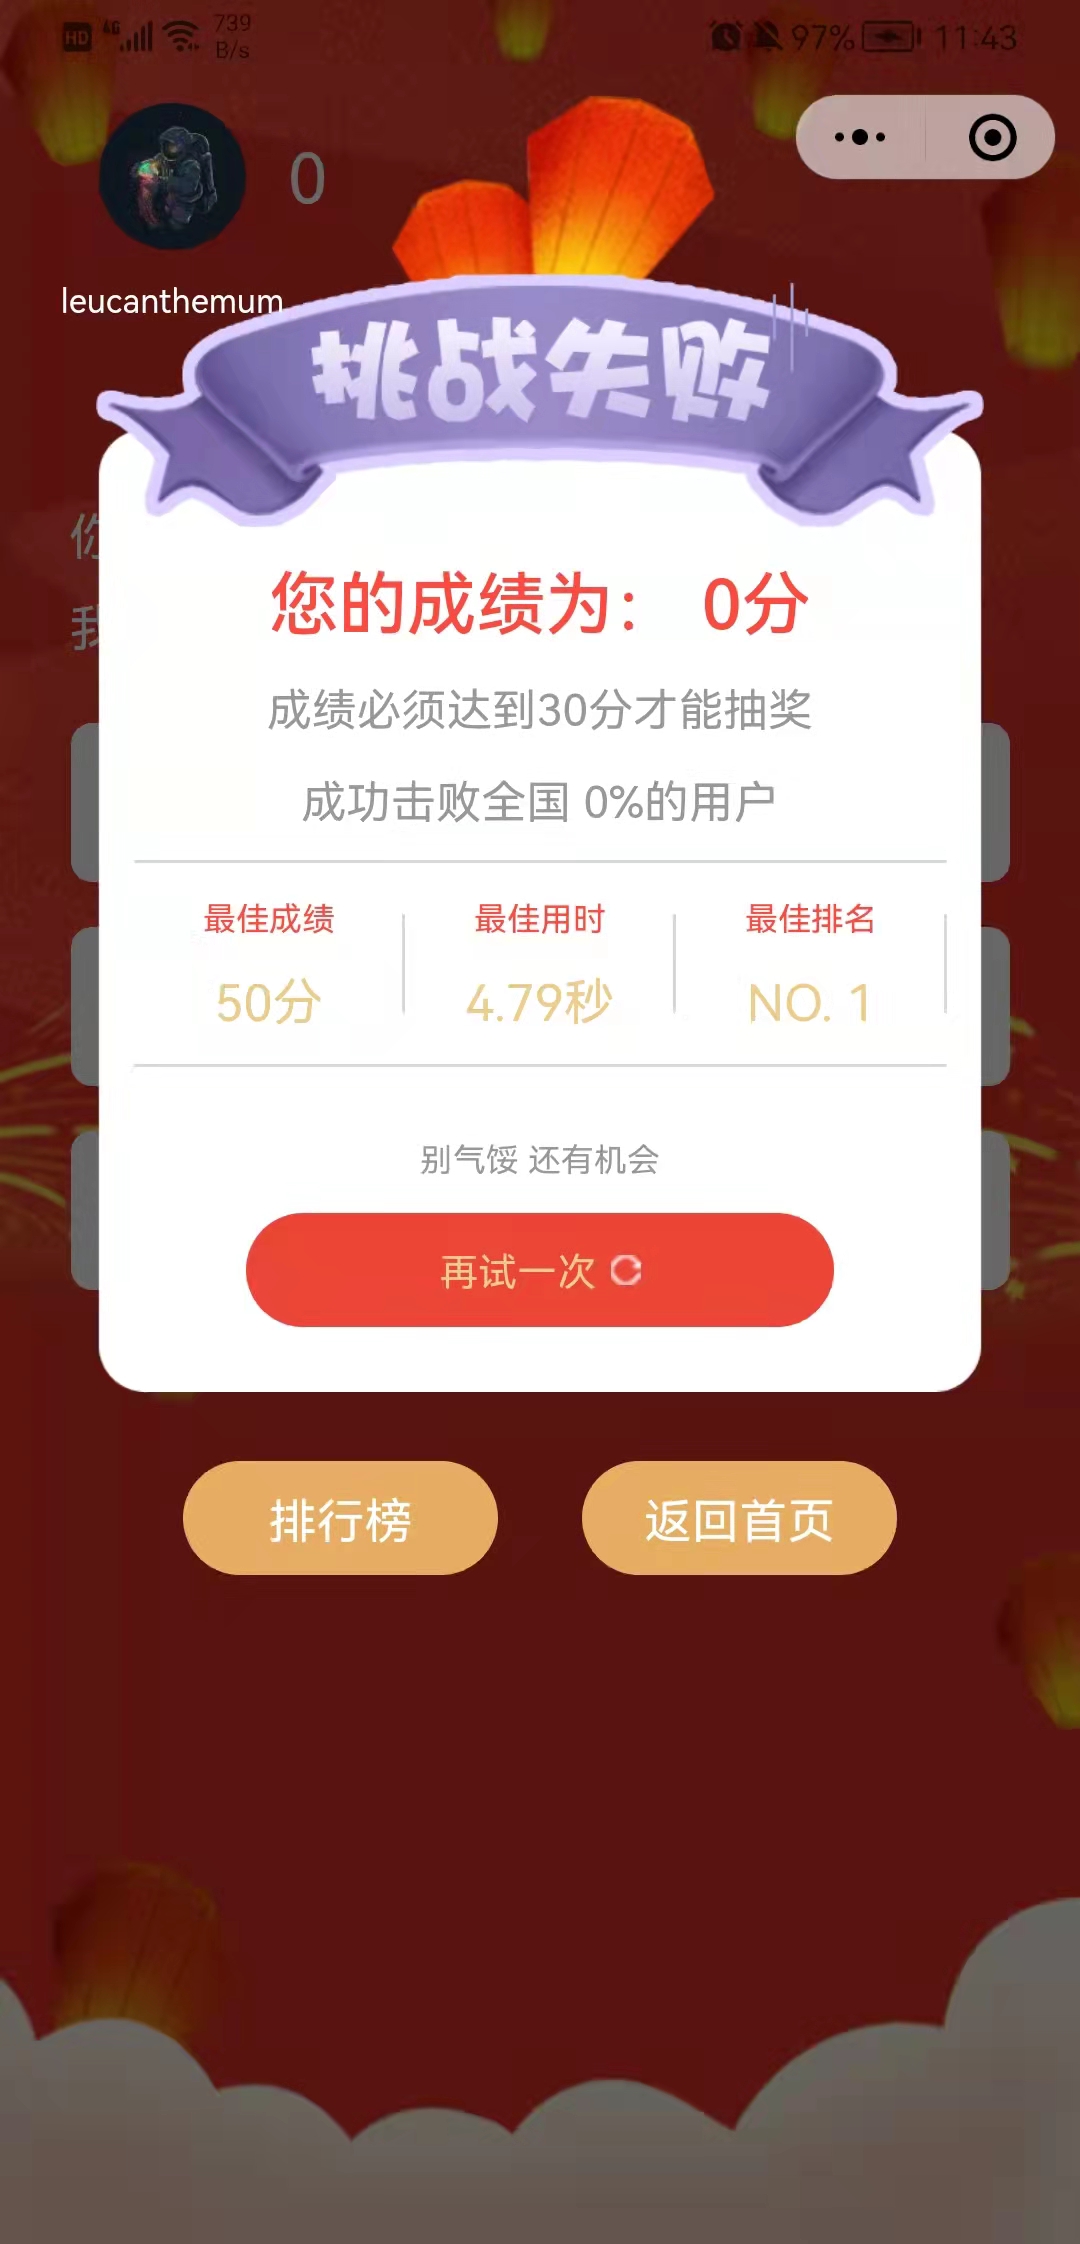 HD 4G 739 B/s 97% 11:43
0
leucanthemum
挑战失败
你
我
您的成绩为： 0分
成绩必须达到30分才能抽奖
成功击败全国 0%的用户
最佳成绩 最佳用时 最佳排名
50分 4.79秒 NO. 1
别气馁 还有机会
再试一次
排行榜 返回首页